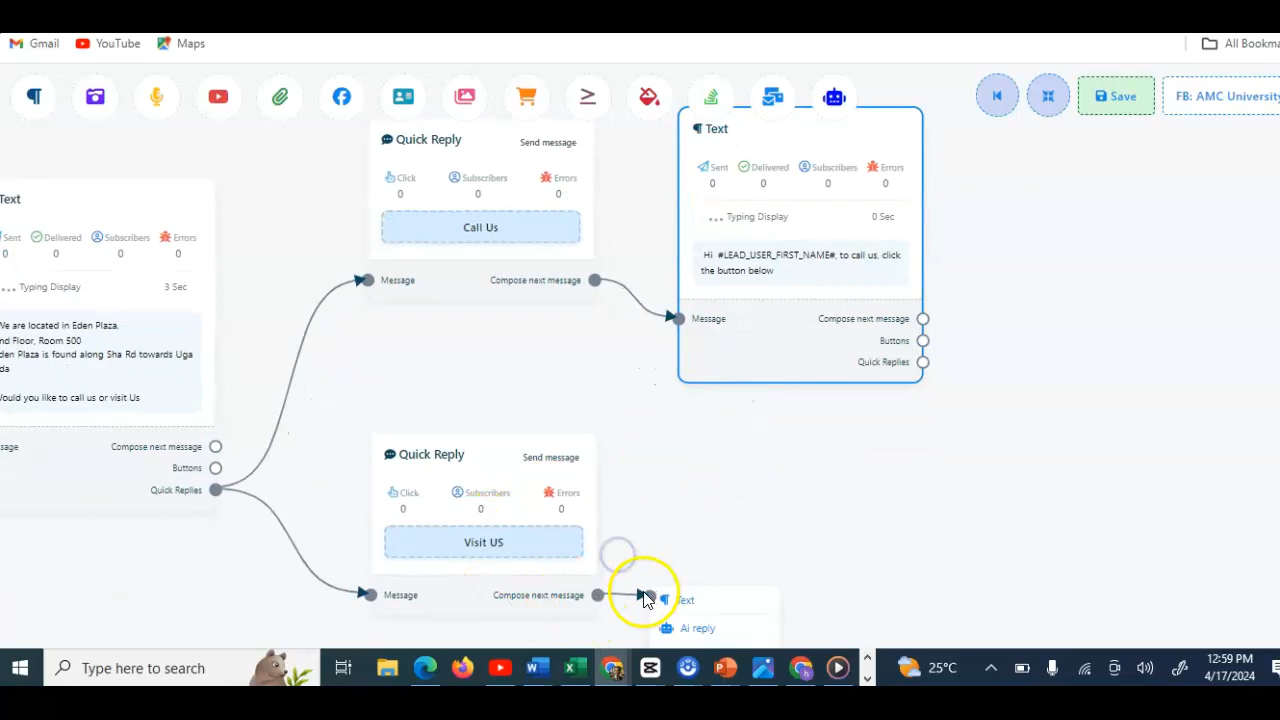 Gmail YouTube Maps All Bookma
Save FB: AMC University
Quick Reply Send message
Click Subscribers Errors
0 0 0
Call Us
Message Compose next message
Text
Sent Delivered Subscribers Errors
0 0 0 0
Typing Display 0 Sec
Hi #LEAD_USER_FIRST_NAME#, to call us, click
the button below
Message Compose next message
Buttons
Quick Replies
Text
Sent Delivered Subscribers Errors
0 0 0 0
Typing Display 3 Sec
We are located in Eden Plaza,
nd Floor, Room 500
den Plaza is found along Sha Rd towards Uga
da
Would you like to call us or visit Us
sage Compose next message
Buttons
Quick Replies
Quick Reply Send message
Click Subscribers Errors
0 0 0
Visit US
Message Compose next message
Text
Ai reply
Type here to search
25°C
12:59 PM
4/17/2024